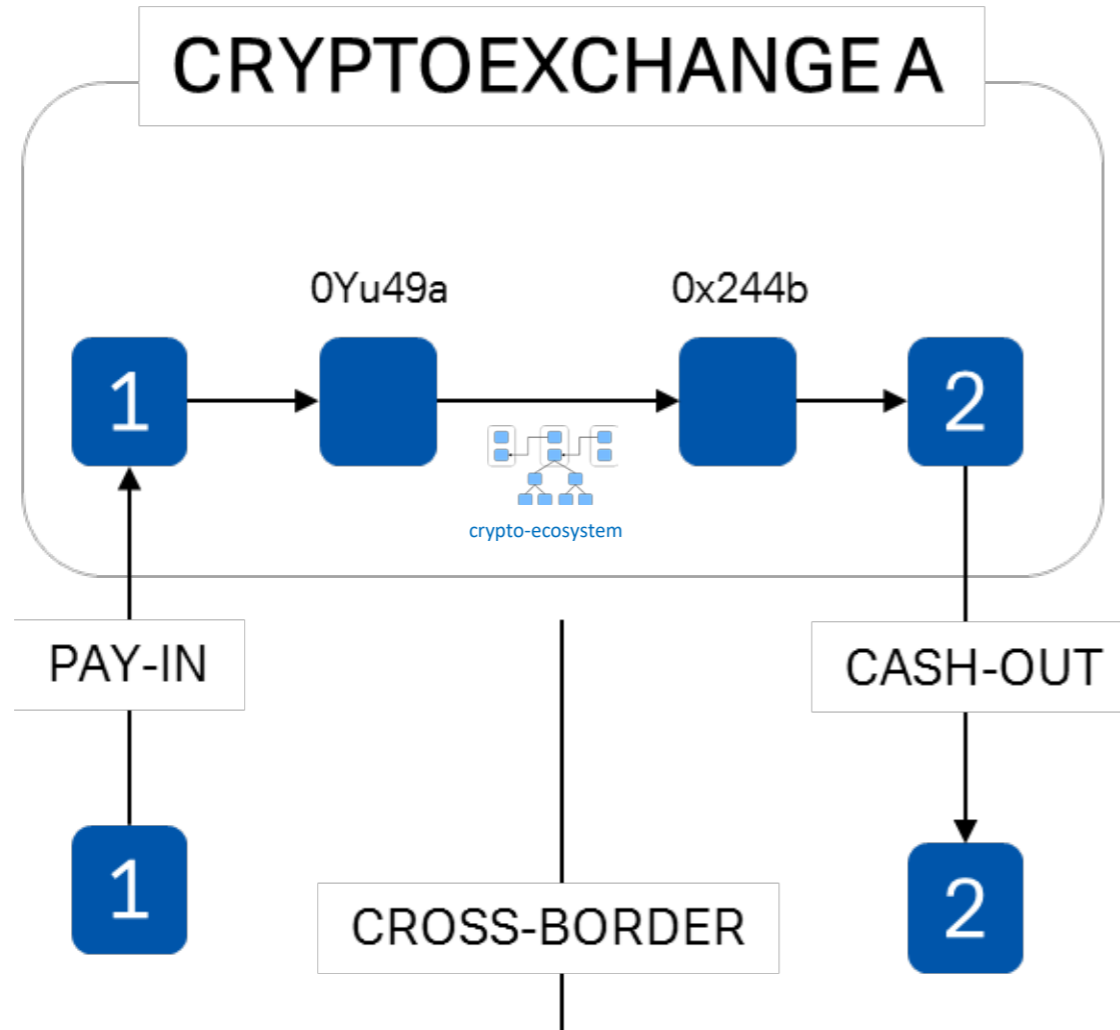 CRYPTOEXCHANGE A
0Yu49a
0x244b
1
2
crypto-ecosystem
PAY-IN
CASH-OUT
1
2
CROSS-BORDER